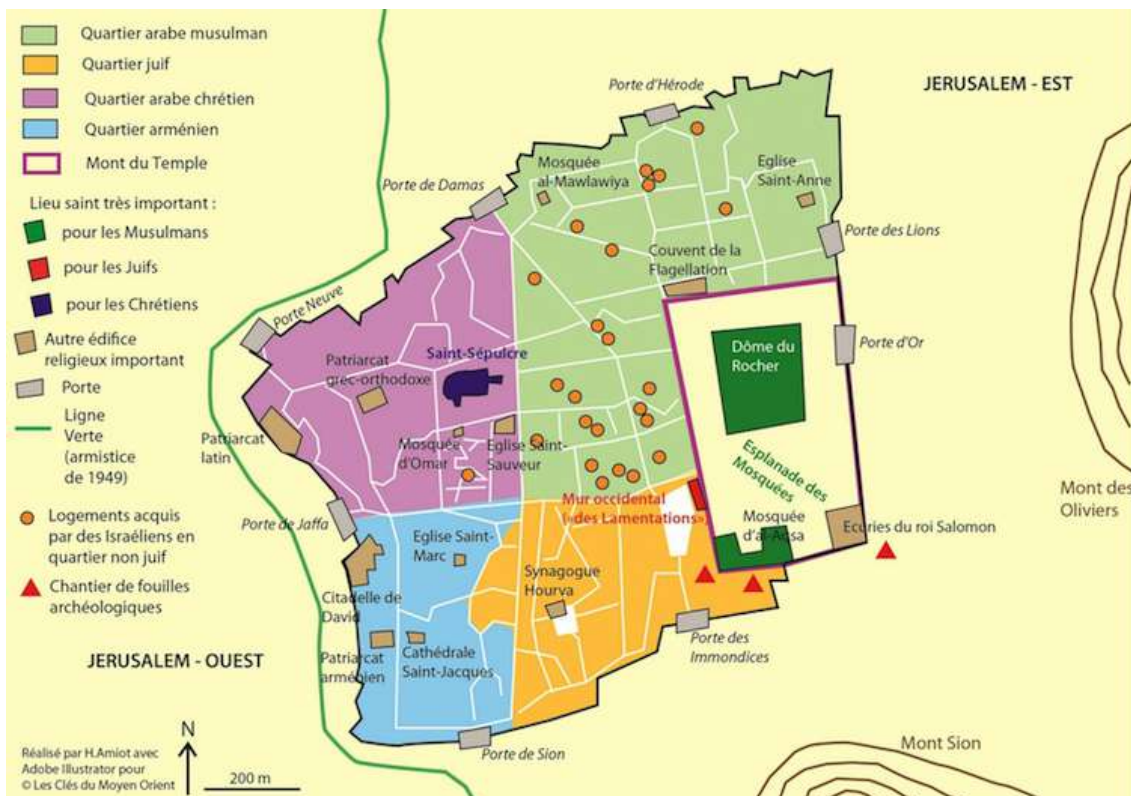 Quartier arabe musulman
Quartier juif
Quartier arabe chrétien
Quartier arménien
Mont du Temple
Lieu saint très important :
pour les Musulmans
pour les Juifs
pour les Chrétiens
Autre édifice
religieux important
Porte
Ligne
Verte
(armistice
de 1949)
Logements acquis
par des Israéliens en
quartier non juif
Chantier de fouilles
archéologiques
JERUSALEM - OUEST
N
200 m
Réalisé par H.Amiot avec
Adobe Illustrator pour
© Les Clés du Moyen Orient
JERUSALEM - EST
Porte d'Hérode
Porte de Damas
Mosquée
al-Mawlawiya
Eglise
Saint-Anne
Porte des Lions
Couvent de la
Flagellation
Porte Neuve
Saint-Sépulcre
Patriarcat
grec-orthodoxe
Dôme du
Rocher
Porte d'Or
Patriarcat
latin
Mosquée
d'Omar
Eglise Saint-
Sauveur
Esplanade des
Mosquées
Mont des
Oliviers
Porte de Jaffa
Mur occidental
(«des Lamentations»)
Mosquée
d'al-Aqsa
Ecuries du roi Salomon
Eglise Saint-
Marc
Synagogue
Hourva
Citadelle de
David
Patriarcat
arménien
Cathédrale
Saint-Jacques
Porte des
Immondices
Porte de Sion
Mont Sion